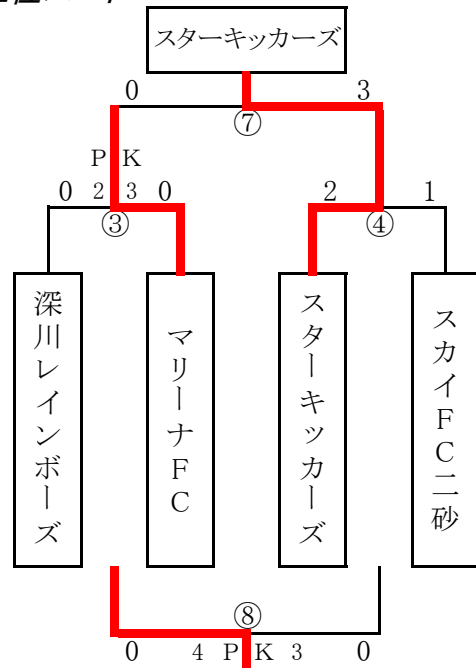 スターキッカーズ
0 3
⑦
P K
0 2 3 0 2 1
③ ④
深川レインボーズ
マリーナFC
スターキッカーズ
スカイFC二砂
⑧
0 4 P K 3 0